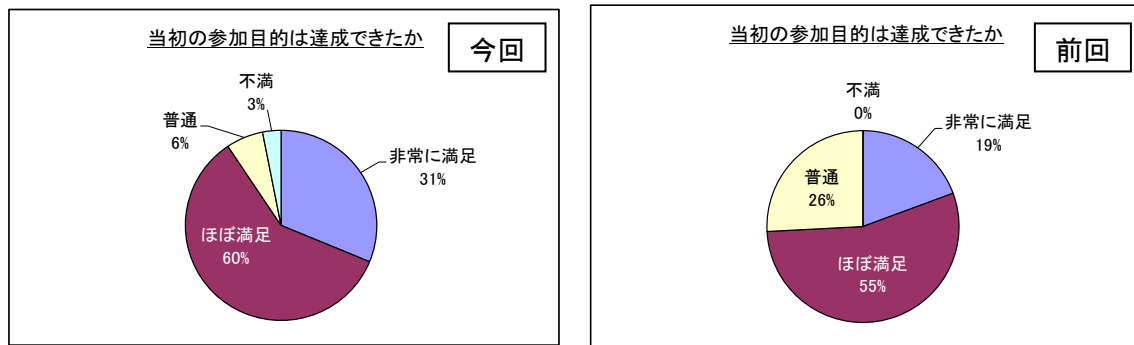 当初の参加目的は達成できたか
今回
不満
3%
普通
6%
非常に満足
31%
ほぼ満足
60%
当初の参加目的は達成できたか
前回
不満
0%
非常に満足
19%
普通
26%
ほぼ満足
55%